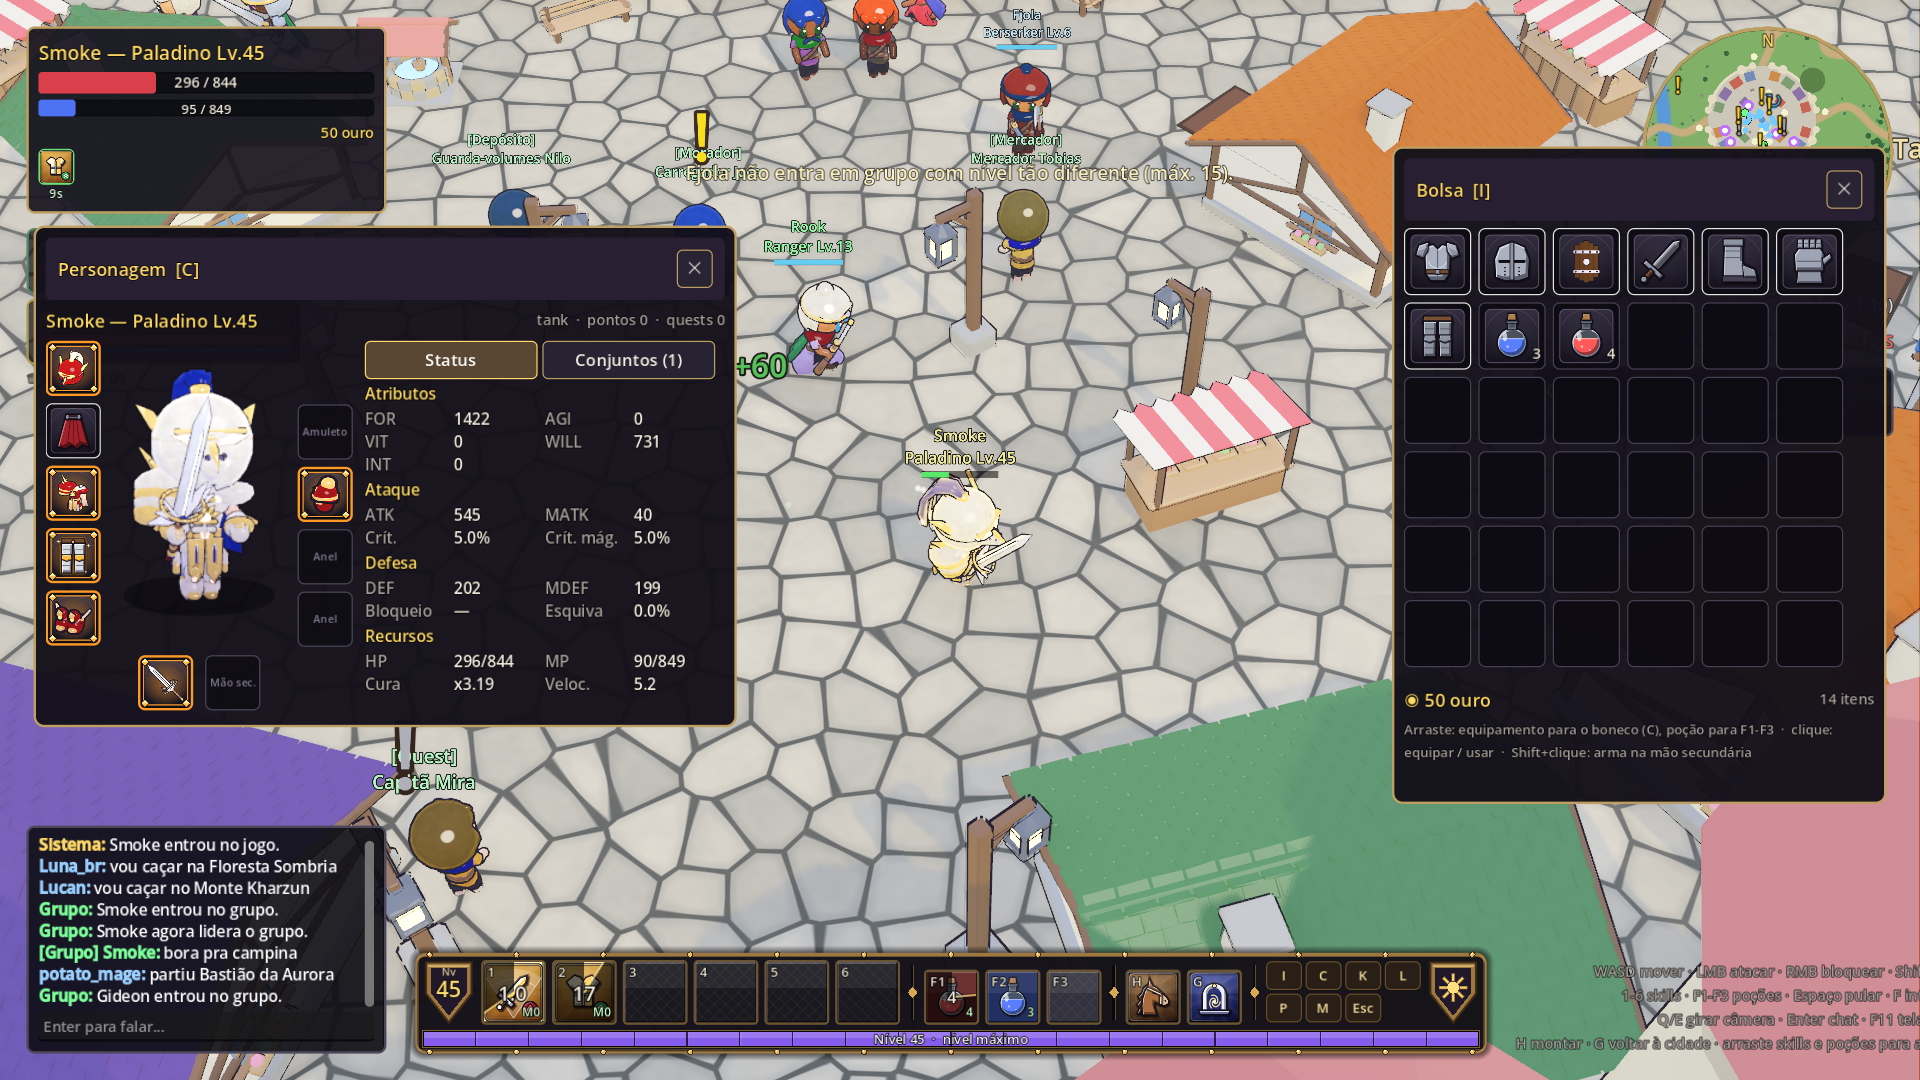 Smoke — Paladino Lv.45
296 / 844
95 / 849
50 ouro
9s
Fjola
Berserker Lv.6
[Depósito]
Guarda-volumes Nilo
[Morador]
[Mercador]
Mercador Tobias
Fjola não entra em grupo com nível tão diferente (máx. 15).
Rook
Ranger Lv.13
+60
Smoke
Paladino Lv.45
N
Personagem [C]
Smoke — Paladino Lv.45
tank · pontos 0 · quests 0
Status
Conjuntos (1)
Amuleto
Anel
Anel
Mão sec.
Atributos
FOR 1422 AGI 0
VIT 0 WILL 731
INT 0
Ataque
ATK 545 MATK 40
Crít. 5.0% Crít. mág. 5.0%
Defesa
DEF 202 MDEF 199
Bloqueio — Esquiva 0.0%
Recursos
HP 296/844 MP 90/849
Cura x3.19 Veloc. 5.2
Bolsa [I]
3
4
50 ouro
14 itens
Arraste: equipamento para o boneco (C), poção para F1-F3 · clique:
equipar / usar · Shift+clique: arma na mão secundária
[Quest]
Capitã Mira
Sistema: Smoke entrou no jogo.
Luna_br: vou caçar na Floresta Sombria
Lucan: vou caçar no Monte Kharzun
Grupo: Smoke entrou no grupo.
Grupo: Smoke agora lidera o grupo.
[Grupo] Smoke: bora pra campina
potato_mage: partiu Bastião da Aurora
Grupo: Gideon entrou no grupo.
Enter para falar...
Nv
45
1
M0
2
17
M0
3
4
5
6
F1
4
4
F2
3
F3
H
G
I
C
K
L
P
M
Esc
Nível 45 · nível máximo
WASD mover · LMB atacar · RMB bloquear ·
1-6 skills · F1-F3 poções · Espaço pular ·
Q/E girar câmera · Enter chat · F11
H montar · G voltar à cidade · arraste skills e poções para